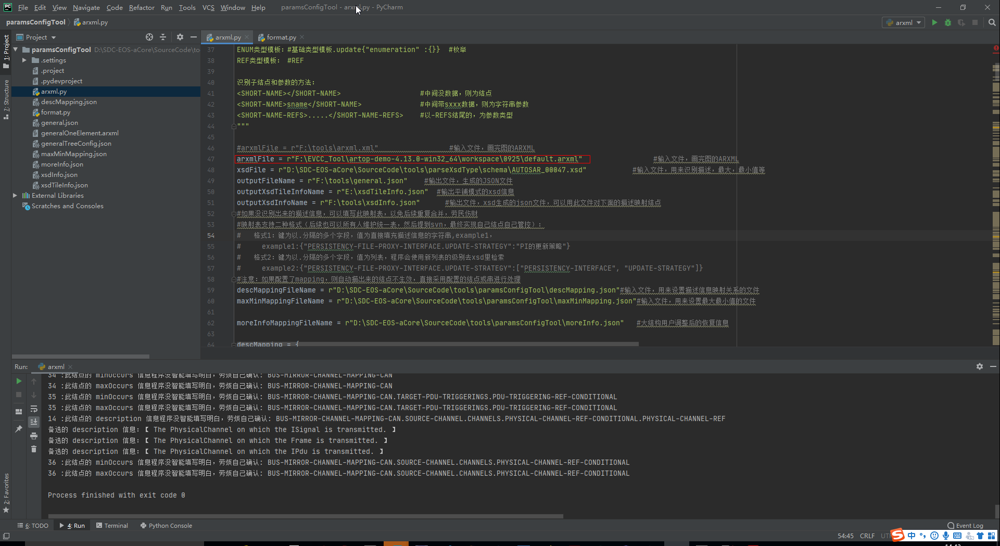 File Edit View Navigate Code Refactor Run Tools VCS Window Help paramsConfigTool - arxml.py - PyCharm
paramsConfigTool arxml.py
arxml
Project
arxml.py
format.py
1: Project
7: Structure
2: Favorites
paramsConfigTool D:\SDC-EOS-aCore\SourceCode\to
.settings
.project
.pydevproject
arxml.py
descMapping.json
format.py
general.json
generalOneElement.arxml
generalTreeConfig.json
maxMinMapping.json
moreInfo.json
xsdInfo.json
xsdTileInfo.json
External Libraries
Scratches and Consoles
37 ENUM类型模板：#基础类型模板.update{"enumeration" :{}} #枚举
38 REF类型模板： #REF
39
40 识别子结点和参数的方法：
41 <SHORT-NAME></SHORT-NAME> #中间没数据，则为结点
42 <SHORT-NAME>sname</SHORT-NAME> #中间带sxxx数据，则为字符串参数
43 <SHORT-NAME-REFS>.....</SHORT-NAME-REFS> #以-REFS结尾的，为参数类型
44 """
45
46 #arxmlFile = r"F:\tools\arxml.xml" #输入文件，画完图的ARXML
47 arxmlFile = r"F:\EVCC_Tool\artop-demo-4.13.0-win32_64\workspace\0925\default.arxml" #输入文件，画完图的ARXML
48 xsdFile = r"D:\SDC-EOS-aCore\SourceCode\tools\parseXsdType\schema\AUTOSAR_00047.xsd" #输入文件，用来识别描述，最大，最小值等
49 outputFileName = r"F:\tools\general.json" #输出文件，生成的JSON文件
50 outputXsdTileInfoName = r"E:\xsdTileInfo.json" #输出平铺模式的xsd信息
51 outputXsdInfoName = r"F:\tools\xsdInfo.json" #输出文件，xsd生成的json文件，可以用此文件对下面的描述映射结点
52 #如果没识别出来的描述信息，可以填写此映射表，以免后续重复合并，劳民伤财
53 #映射表支持二种格式（后续也可以所有人维护统一表，然后提到svn，最终实现自己结点自己管控）：
54 # 格式1：键为以.分隔的多个字段，值为直接填充描述信息的字符串,example1，
55 # example1:{"PERSISTENCY-FILE-PROXY-INTERFACE.UPDATE-STRATEGY":"PI的更新策略"}
56 # 格式2：键为以.分隔的多个字段，值为列表，程序会使用新列表的级别去xsd里检索
57 # example2:{"PERSISTENCY-FILE-PROXY-INTERFACE.UPDATE-STRATEGY":["PERSISTENCY-INTERFACE", "UPDATE-STRATEGY"]}
58 #注意：如果配置了mapping，则自动描出来的结点不生效，直接采用配置的结点或串进行处理
59 descMappingFileName = r"D:\SDC-EOS-aCore\SourceCode\tools\paramsConfigTool\descMapping.json"#输入文件，用来设置描述信息映射关系的文件
60 maxMinMappingFileName = r"D:\SDC-EOS-aCore\SourceCode\tools\paramsConfigTool\maxMinMapping.json"#输入文件，用来设置最大最小值的文件
61
62 moreInfoMappingFileName = r"D:\SDC-EOS-aCore\SourceCode\tools\paramsConfigTool\moreInfo.json" #大结构用户调整后的恢复信息
63
64 descMapping = {
Run: arxml
34 :此结点的 minOccurs 信息程序没智能填写明白，劳烦自己确认: BUS-MIRROR-CHANNEL-MAPPING-CAN
34 :此结点的 maxOccurs 信息程序没智能填写明白，劳烦自己确认: BUS-MIRROR-CHANNEL-MAPPING-CAN
35 :此结点的 minOccurs 信息程序没智能填写明白，劳烦自己确认: BUS-MIRROR-CHANNEL-MAPPING-CAN.TARGET-PDU-TRIGGERINGS.PDU-TRIGGERING-REF-CONDITIONAL
35 :此结点的 maxOccurs 信息程序没智能填写明白，劳烦自己确认: BUS-MIRROR-CHANNEL-MAPPING-CAN.TARGET-PDU-TRIGGERINGS.PDU-TRIGGERING-REF-CONDITIONAL
14 :此结点的 description 信息程序没智能填写明白，劳烦自己确认: BUS-MIRROR-CHANNEL-MAPPING-CAN.SOURCE-CHANNEL.CHANNELS.PHYSICAL-CHANNEL-REF-CONDITIONAL.PHYSICAL-CHANNEL-REF
备选的 description 信息:【 The PhysicalChannel on which the ISignal is transmitted. 】
备选的 description 信息:【 The PhysicalChannel on which the Frame is transmitted. 】
备选的 description 信息:【 The PhysicalChannel on which the IPdu is transmitted. 】
36 :此结点的 minOccurs 信息程序没智能填写明白，劳烦自己确认: BUS-MIRROR-CHANNEL-MAPPING-CAN.SOURCE-CHANNEL.CHANNELS.PHYSICAL-CHANNEL-REF-CONDITIONAL
36 :此结点的 maxOccurs 信息程序没智能填写明白，劳烦自己确认: BUS-MIRROR-CHANNEL-MAPPING-CAN.SOURCE-CHANNEL.CHANNELS.PHYSICAL-CHANNEL-REF-CONDITIONAL
Process finished with exit code 0
6: TODO 4: Run Terminal Python Console Event Log
54:45 CRLF UT 中